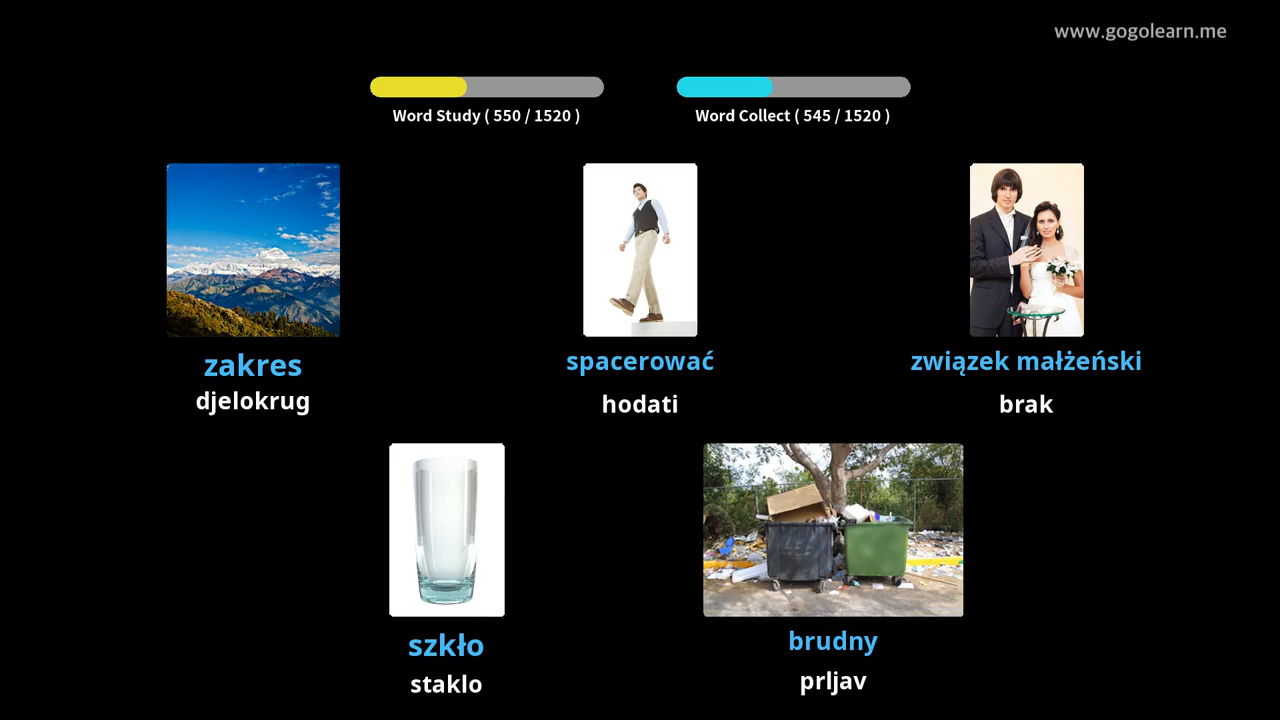 www.gogolearn.me
Word Study ( 550 / 1520 )
Word Collect ( 545 / 1520 )
zakres
djelokrug
spacerować
hodati
związek małżeński
brak
szkło
staklo
brudny
prljav